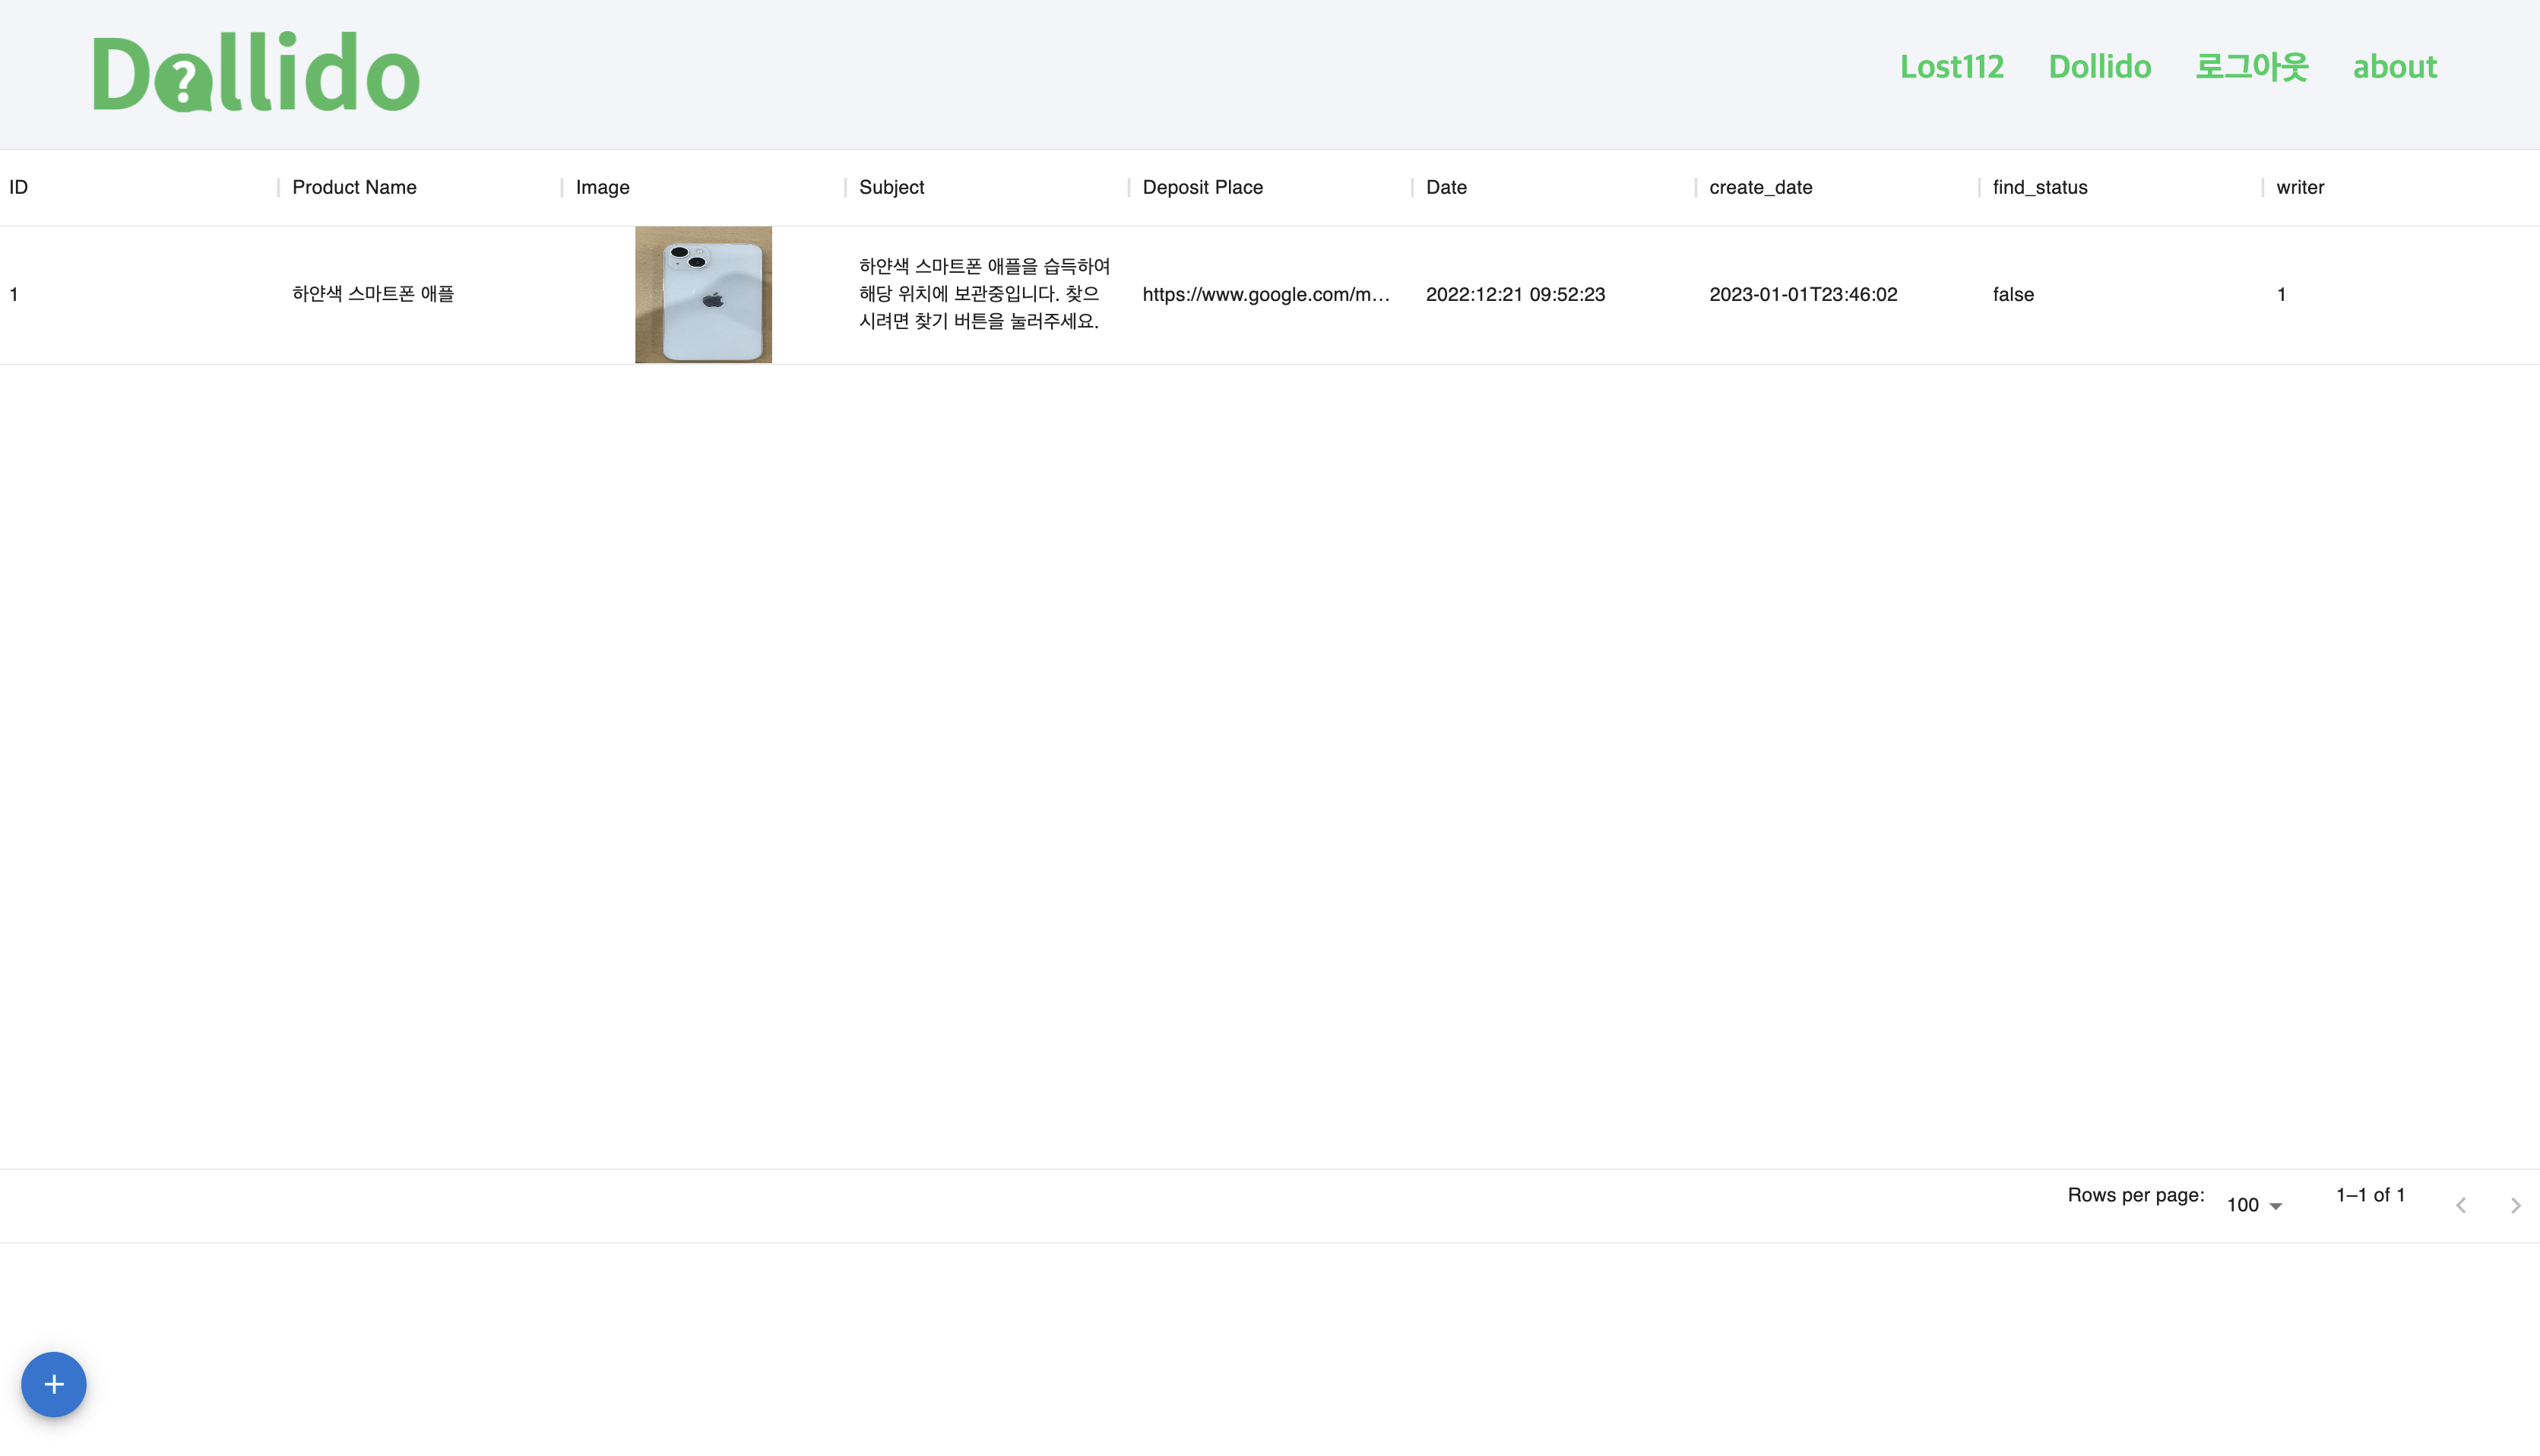 Dollido
Lost112 Dollido 로그아웃 about
ID Product Name Image Subject Deposit Place Date create_date find_status writer
1 하얀색 스마트폰 애플 하얀색 스마트폰 애플을 습득하여 해당 위치에 보관중입니다. 찾으시려면 찾기 버튼을 눌러주세요. https://www.google.com/m… 2022:12:21 09:52:23 2023-01-01T23:46:02 false 1
Rows per page: 100 1–1 of 1